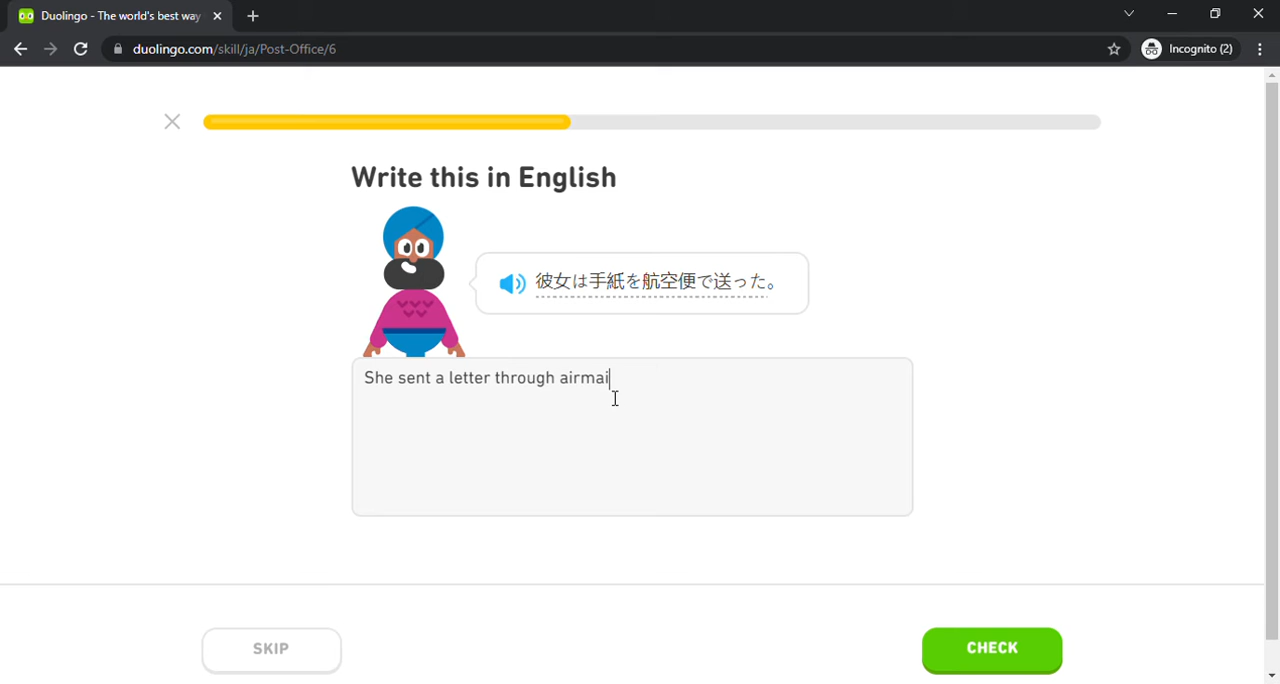 Duolingo - The world's best way
duolingo.com/skill/ja/Post-Office/6
Incognito (2)
Write this in English
彼女は手紙を航空便で送った。
She sent a letter through airmai
SKIP
CHECK